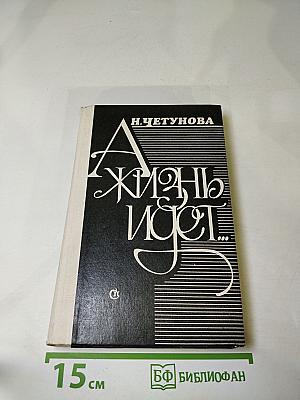 Н.ЧЕТУНОВА
А
ЖИЗНЬ
ИДЕТ...
15 см
БФ БИБЛИОФАН